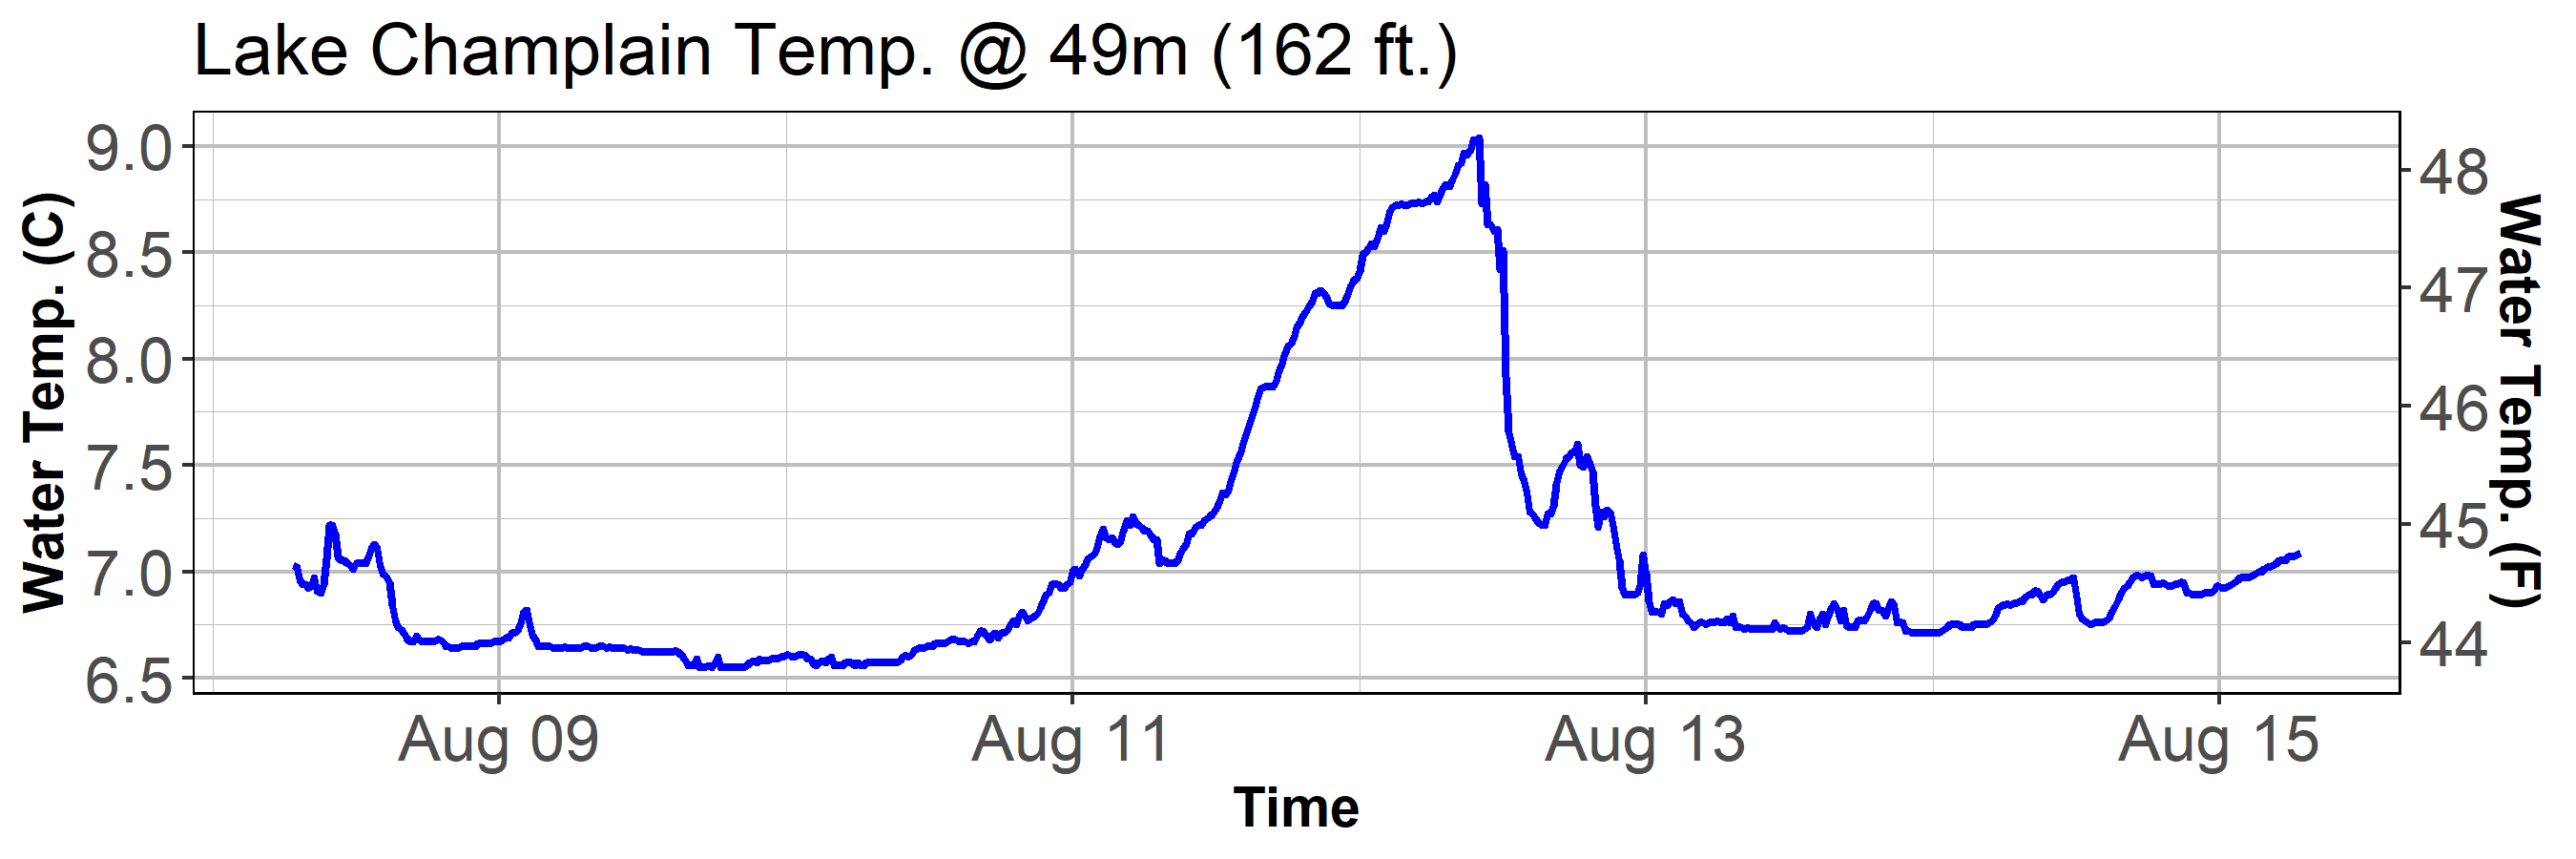 Lake Champlain Temp. @ 49m (162 ft.)
Water Temp. (C)
9.0
8.5
8.0
7.5
7.0
6.5
48
47
46
45
44
Water Temp. (F)
Aug 09
Aug 11
Aug 13
Aug 15
Time